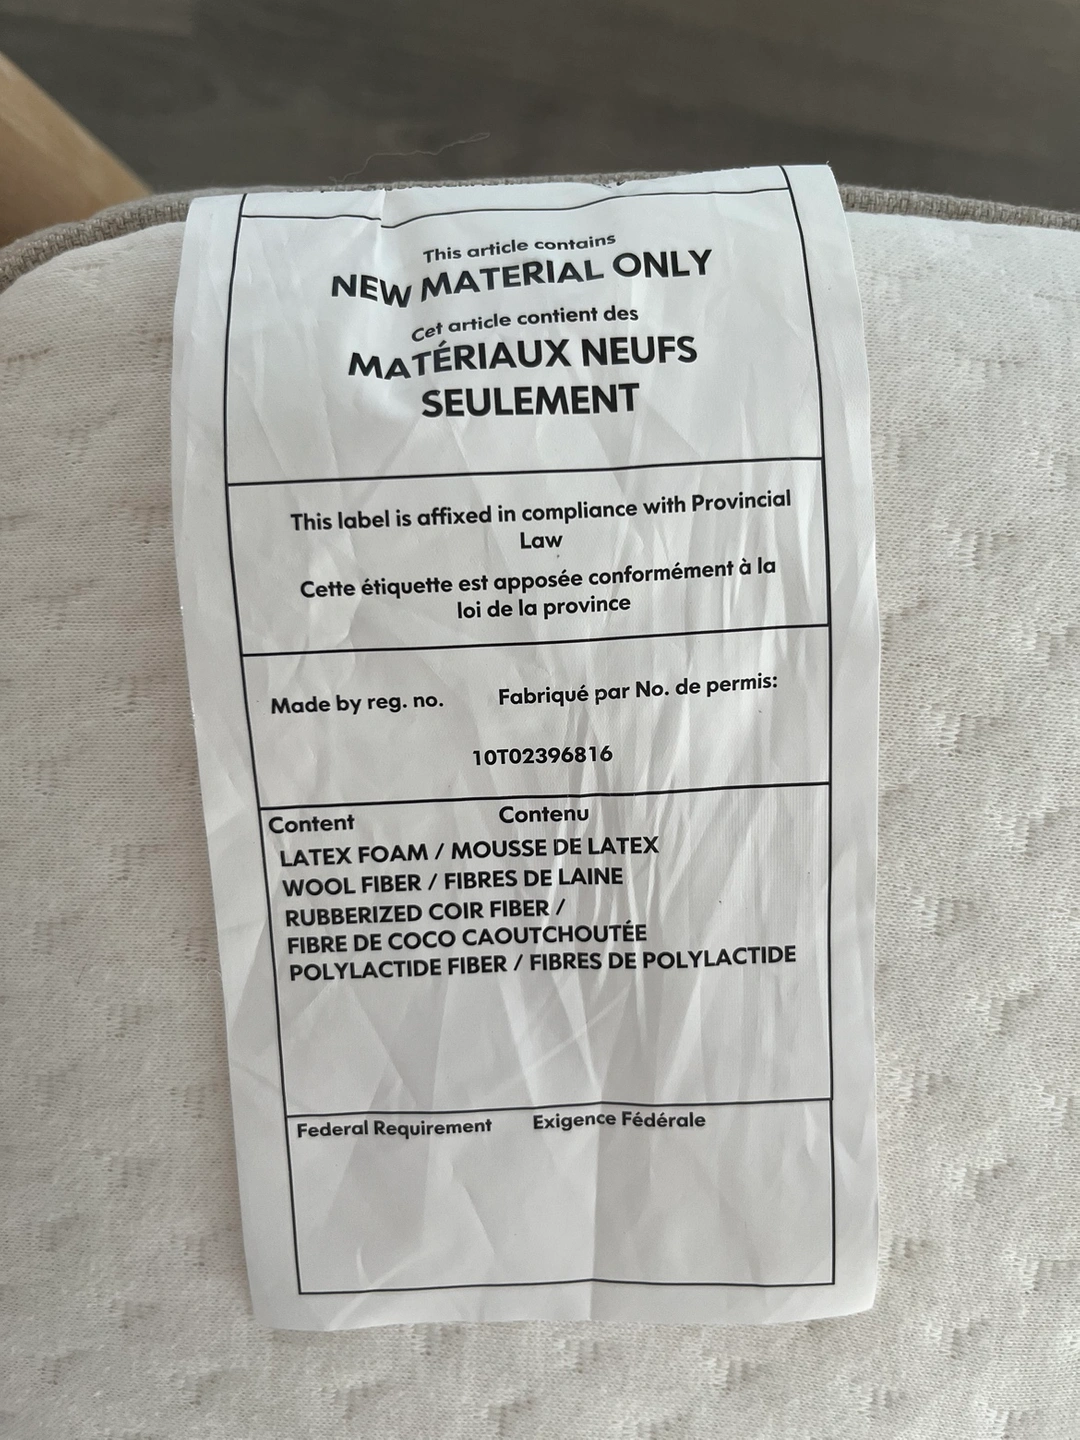 This article contains
NEW MATERIAL ONLY
Cet article contient des
MATÉRIAUX NEUFS
SEULEMENT
This label is affixed in compliance with Provincial
Law
Cette étiquette est apposée conformément à la
loi de la province
Made by reg. no. Fabriqué par No. de permis:
10T02396816
Content Contenu
LATEX FOAM / MOUSSE DE LATEX
WOOL FIBER / FIBRES DE LAINE
RUBBERIZED COIR FIBER /
FIBRE DE COCO CAOUTCHOUTÉE
POLYLACTIDE FIBER / FIBRES DE POLYLACTIDE
Federal Requirement Exigence Fédérale